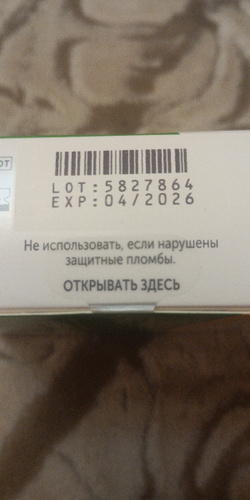 LOT:5827864
EXP:04/2026
Не использовать, если нарушены
защитные пломбы.
ОТКРЫВАТЬ ЗДЕСЬ